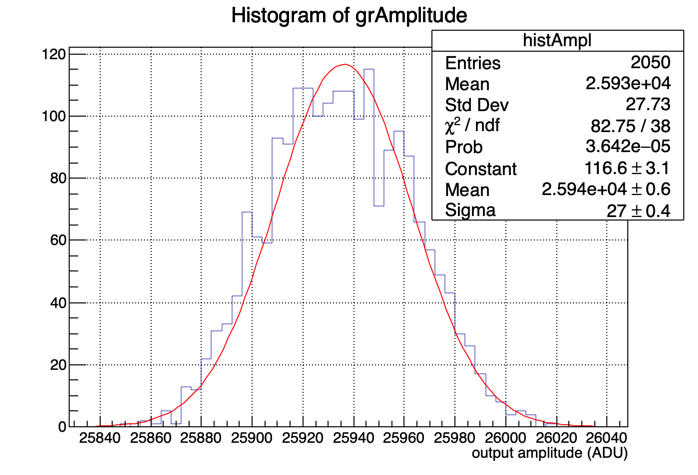 Histogram of grAmplitude
histAmpl
Entries 2050
Mean 2.593e+04
Std Dev 27.73
χ² / ndf 82.75 / 38
Prob 3.642e−05
Constant 116.6 ± 3.1
Mean 2.594e+04 ± 0.6
Sigma 27 ± 0.4
120
100
80
60
40
20
0
25840 25860 25880 25900 25920 25940 25960 25980 26000 26020 26040
output amplitude (ADU)